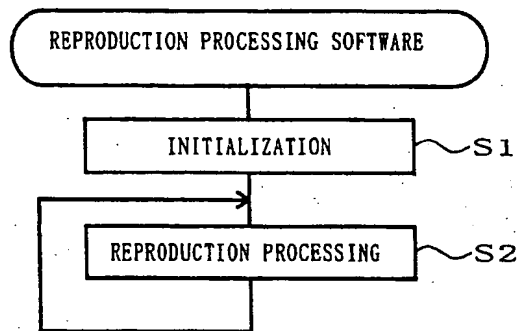 REPRODUCTION PROCESSING SOFTWARE
INITIALIZATION
S1
REPRODUCTION PROCESSING
S2